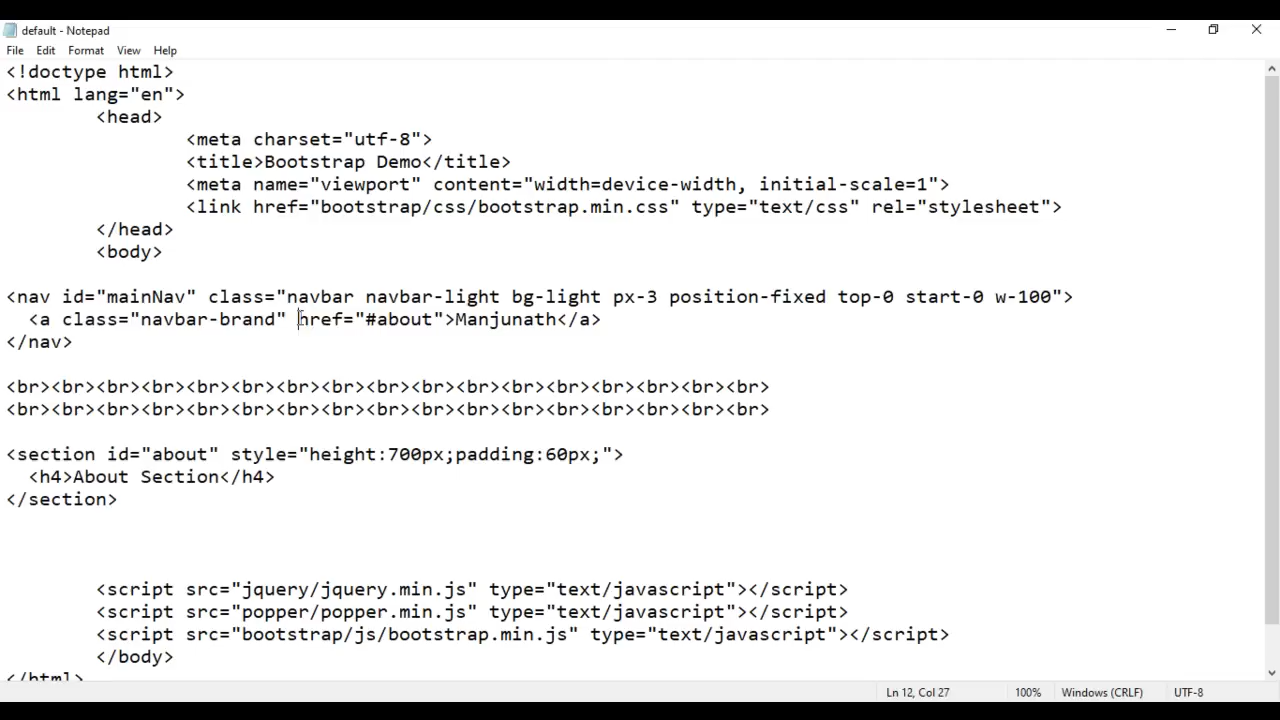 default - Notepad
File Edit Format View Help
<!doctype html>
<html lang="en">
<head>
<meta charset="utf-8">
<title>Bootstrap Demo</title>
<meta name="viewport" content="width=device-width, initial-scale=1">
<link href="bootstrap/css/bootstrap.min.css" type="text/css" rel="stylesheet">
</head>
<body>
<nav id="mainNav" class="navbar navbar-light bg-light px-3 position-fixed top-0 start-0 w-100">
<a class="navbar-brand" href="#about">Manjunath</a>
</nav>
<br><br><br><br><br><br><br><br><br><br><br><br><br><br><br><br><br>
<br><br><br><br><br><br><br><br><br><br><br><br><br><br><br><br><br>
<section id="about" style="height:700px;padding:60px;">
<h4>About Section</h4>
</section>
<script src="jquery/jquery.min.js" type="text/javascript"></script>
<script src="popper/popper.min.js" type="text/javascript"></script>
<script src="bootstrap/js/bootstrap.min.js" type="text/javascript"></script>
</body>
</html>
Ln 12, Col 27 100% Windows (CRLF) UTF-8